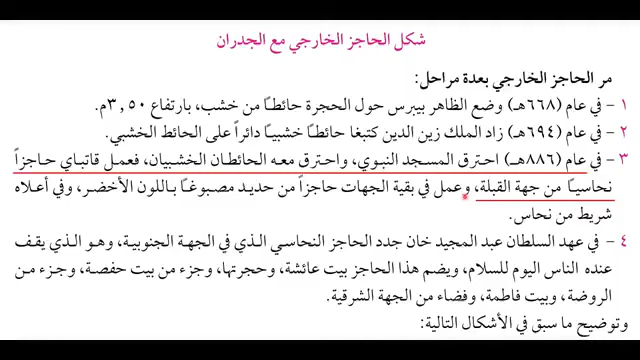 شكل الحاجز الخارجي مع الجدران
مر الحاجز الخارجي بعدة مراحل:
١ - في عام (٦٦٨هـ) وضع الظاهر بيبرس حول الحجرة حائطاً من خشب، بارتفاع ٣,٥٠م.
٢ - في عام (٦٩٤هـ) زاد الملك زين الدين كتبغا حائطاً خشبياً دائراً على الحائط الخشبي.
٣ - في عام (٨٨٦هـ) احترق المسجد النبوي، واحترق معه الحائطان الخشبيان، فعمل قاتباي حاجزاً
نحاسياً من جهة القبلة، وعمل في بقية الجهات حاجزاً من حديد مصبوغاً باللون الأخضر، وفي أعلاه
شريط من نحاس.
٤ - في عهد السلطان عبد المجيد خان جدد الحاجز النحاسي الذي في الجهة الجنوبية، وهو الذي يقف
عنده الناس اليوم للسلام، ويضم هذا الحاجز بيت عائشة، وحجرتها، وجزء من بيت حفصة، وجزء من
الروضة، وبيت فاطمة، وفضاء من الجهة الشرقية.
وتوضيح ما سبق في الأشكال التالية: